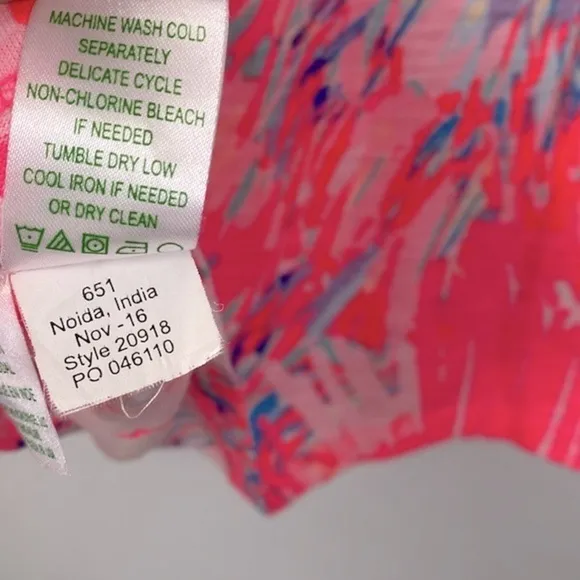 MACHINE WASH COLD
SEPARATELY
DELICATE CYCLE
NON-CHLORINE BLEACH
IF NEEDED
TUMBLE DRY LOW
COOL IRON IF NEEDED
OR DRY CLEAN
651
Noida, India
Nov -16
Style 20918
PO 046110